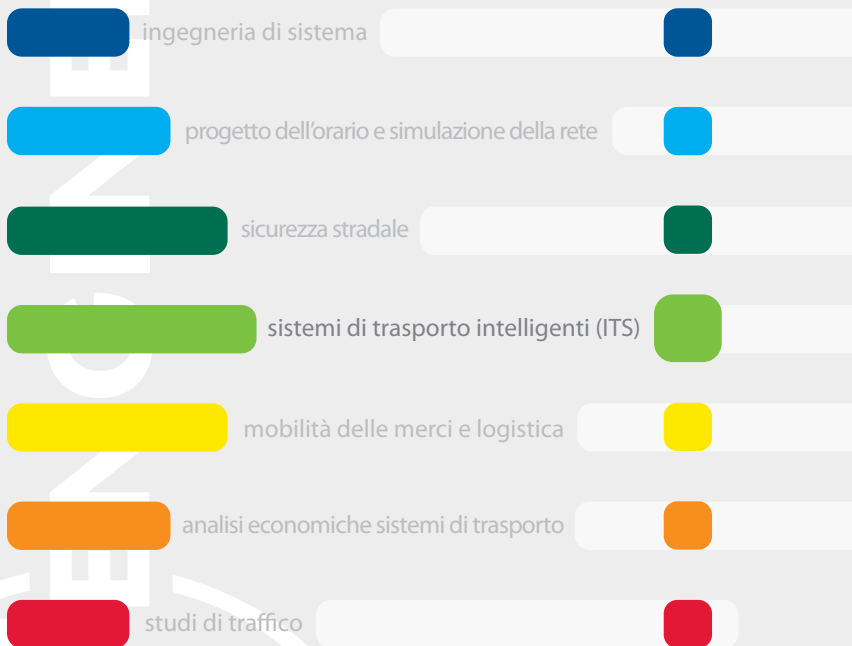 ingegneria di sistema
progetto dell'orario e simulazione della rete
sicurezza stradale
sistemi di trasporto intelligenti (ITS)
mobilità delle merci e logistica
analisi economiche sistemi di trasporto
studi di traffico